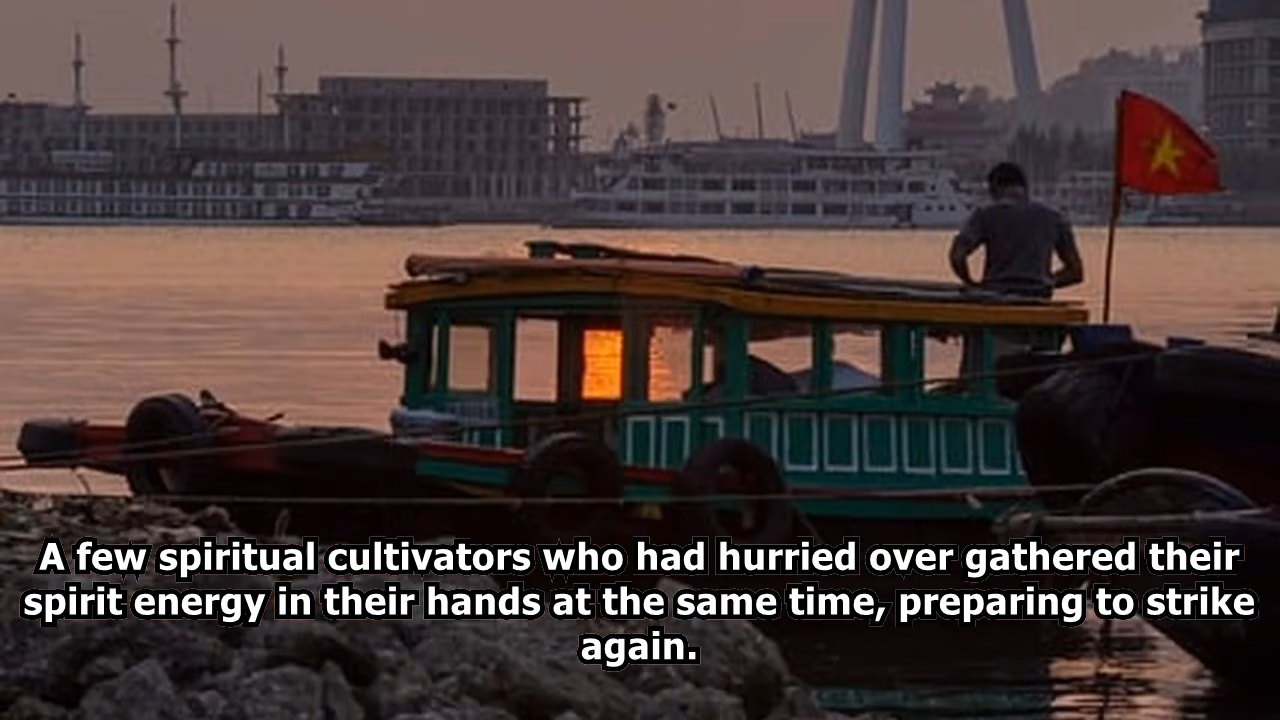 A few spiritual cultivators who had hurried over gathered their
spirit energy in their hands at the same time, preparing to strike
again.